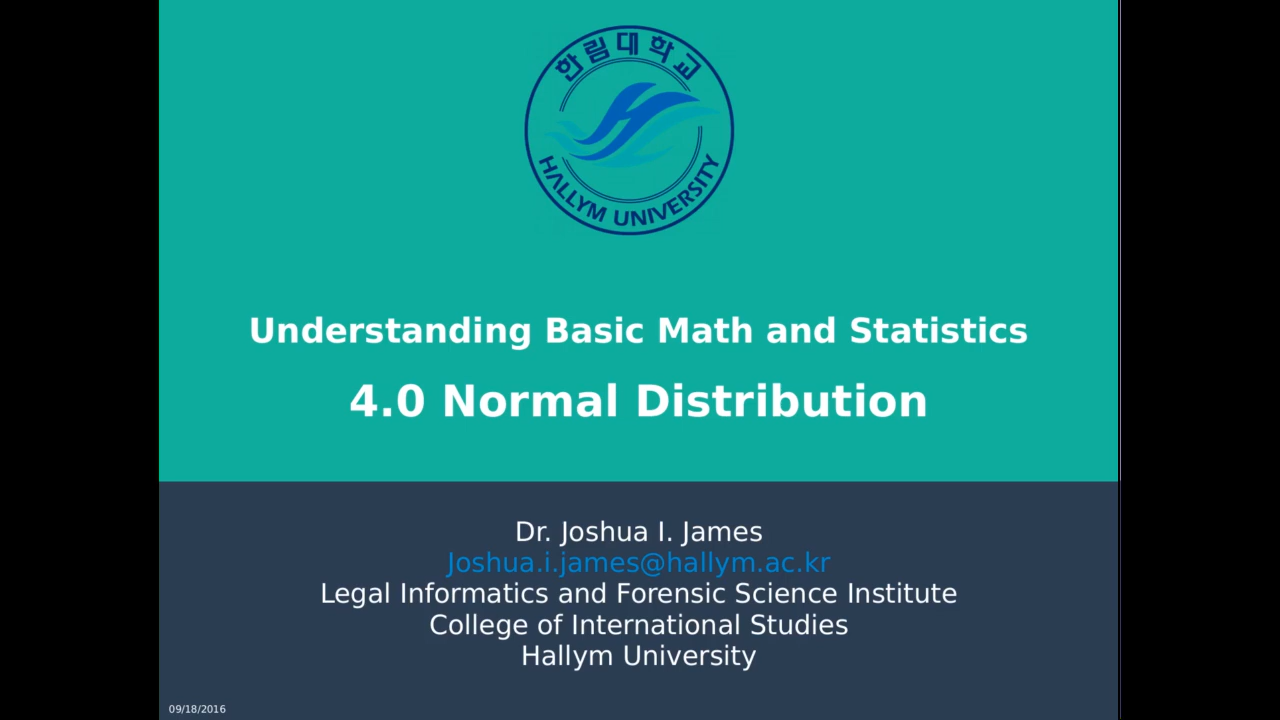 한림대학교
HALLYM UNIVERSITY
Understanding Basic Math and Statistics
4.0 Normal Distribution
Dr. Joshua I. James
Joshua.i.james@hallym.ac.kr
Legal Informatics and Forensic Science Institute
College of International Studies
Hallym University
09/18/2016